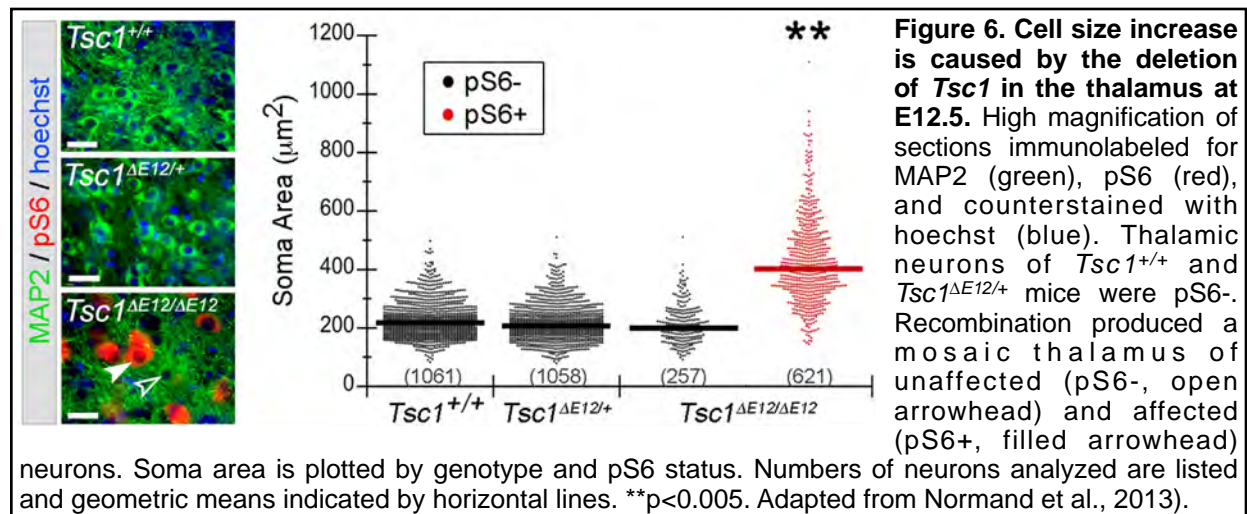 MAP2 / pS6 / hoechst
Tsc1+/+
Tsc1ΔE12/+
Tsc1ΔE12/ΔE12
Soma Area (μm2)
1200
1000
800
600
400
200
0
pS6-
pS6+
**
(1061)
(1058)
(257)
(621)
Tsc1+/+
Tsc1ΔE12/+
Tsc1ΔE12/ΔE12
Figure 6. Cell size increase
is caused by the deletion
of Tsc1 in the thalamus at
E12.5. High magnification of
sections immunolabeled for
MAP2 (green), pS6 (red),
and counterstained with
hoechst (blue). Thalamic
neurons of Tsc1+/+ and
Tsc1ΔE12/+ mice were pS6-.
Recombination produced a
mosaic thalamus of
unaffected (pS6-, open
arrowhead) and affected
(pS6+, filled arrowhead)
neurons. Soma area is plotted by genotype and pS6 status. Numbers of neurons analyzed are listed
and geometric means indicated by horizontal lines. **p<0.005. Adapted from Normand et al., 2013).